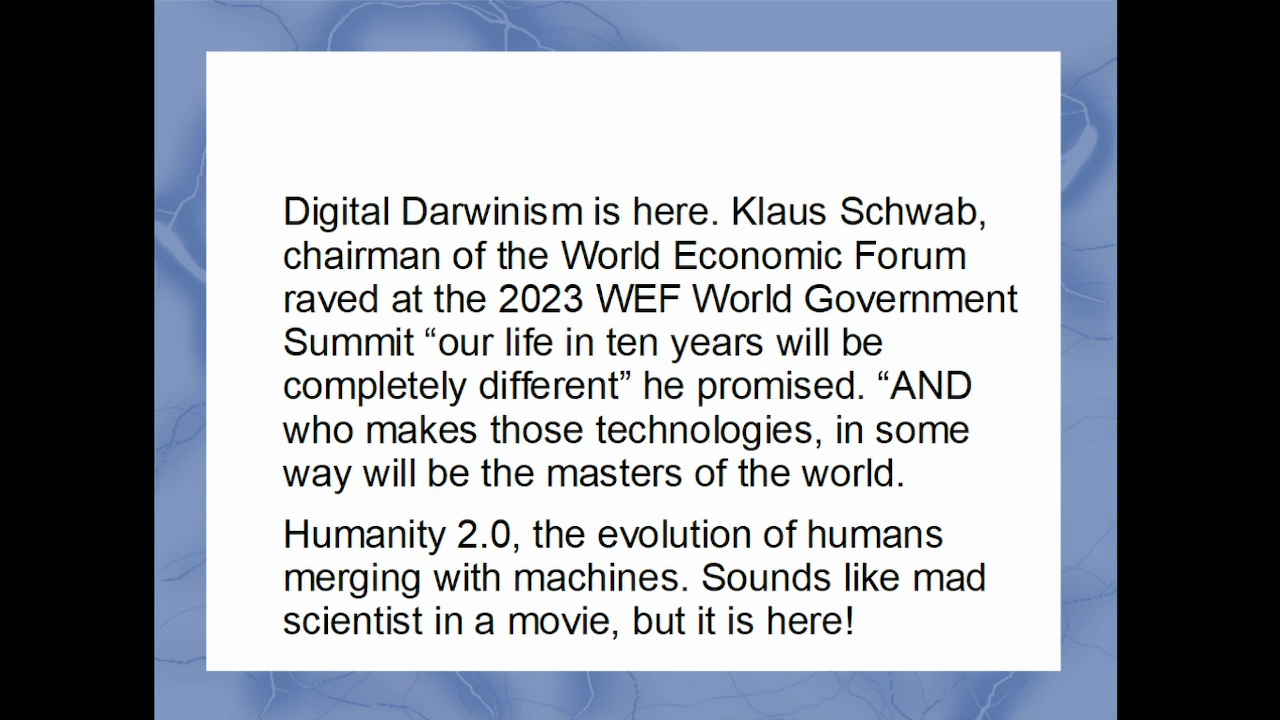 Digital Darwinism is here. Klaus Schwab,
chairman of the World Economic Forum
raved at the 2023 WEF World Government
Summit “our life in ten years will be
completely different” he promised. “AND
who makes those technologies, in some
way will be the masters of the world.
Humanity 2.0, the evolution of humans
merging with machines. Sounds like mad
scientist in a movie, but it is here!